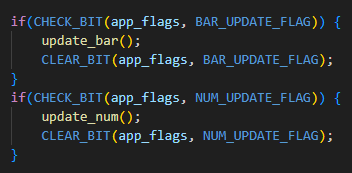 if(CHECK_BIT(app_flags, BAR_UPDATE_FLAG)) {
    update_bar();
    CLEAR_BIT(app_flags, BAR_UPDATE_FLAG);
}
if(CHECK_BIT(app_flags, NUM_UPDATE_FLAG)) {
    update_num();
    CLEAR_BIT(app_flags, NUM_UPDATE_FLAG);
}